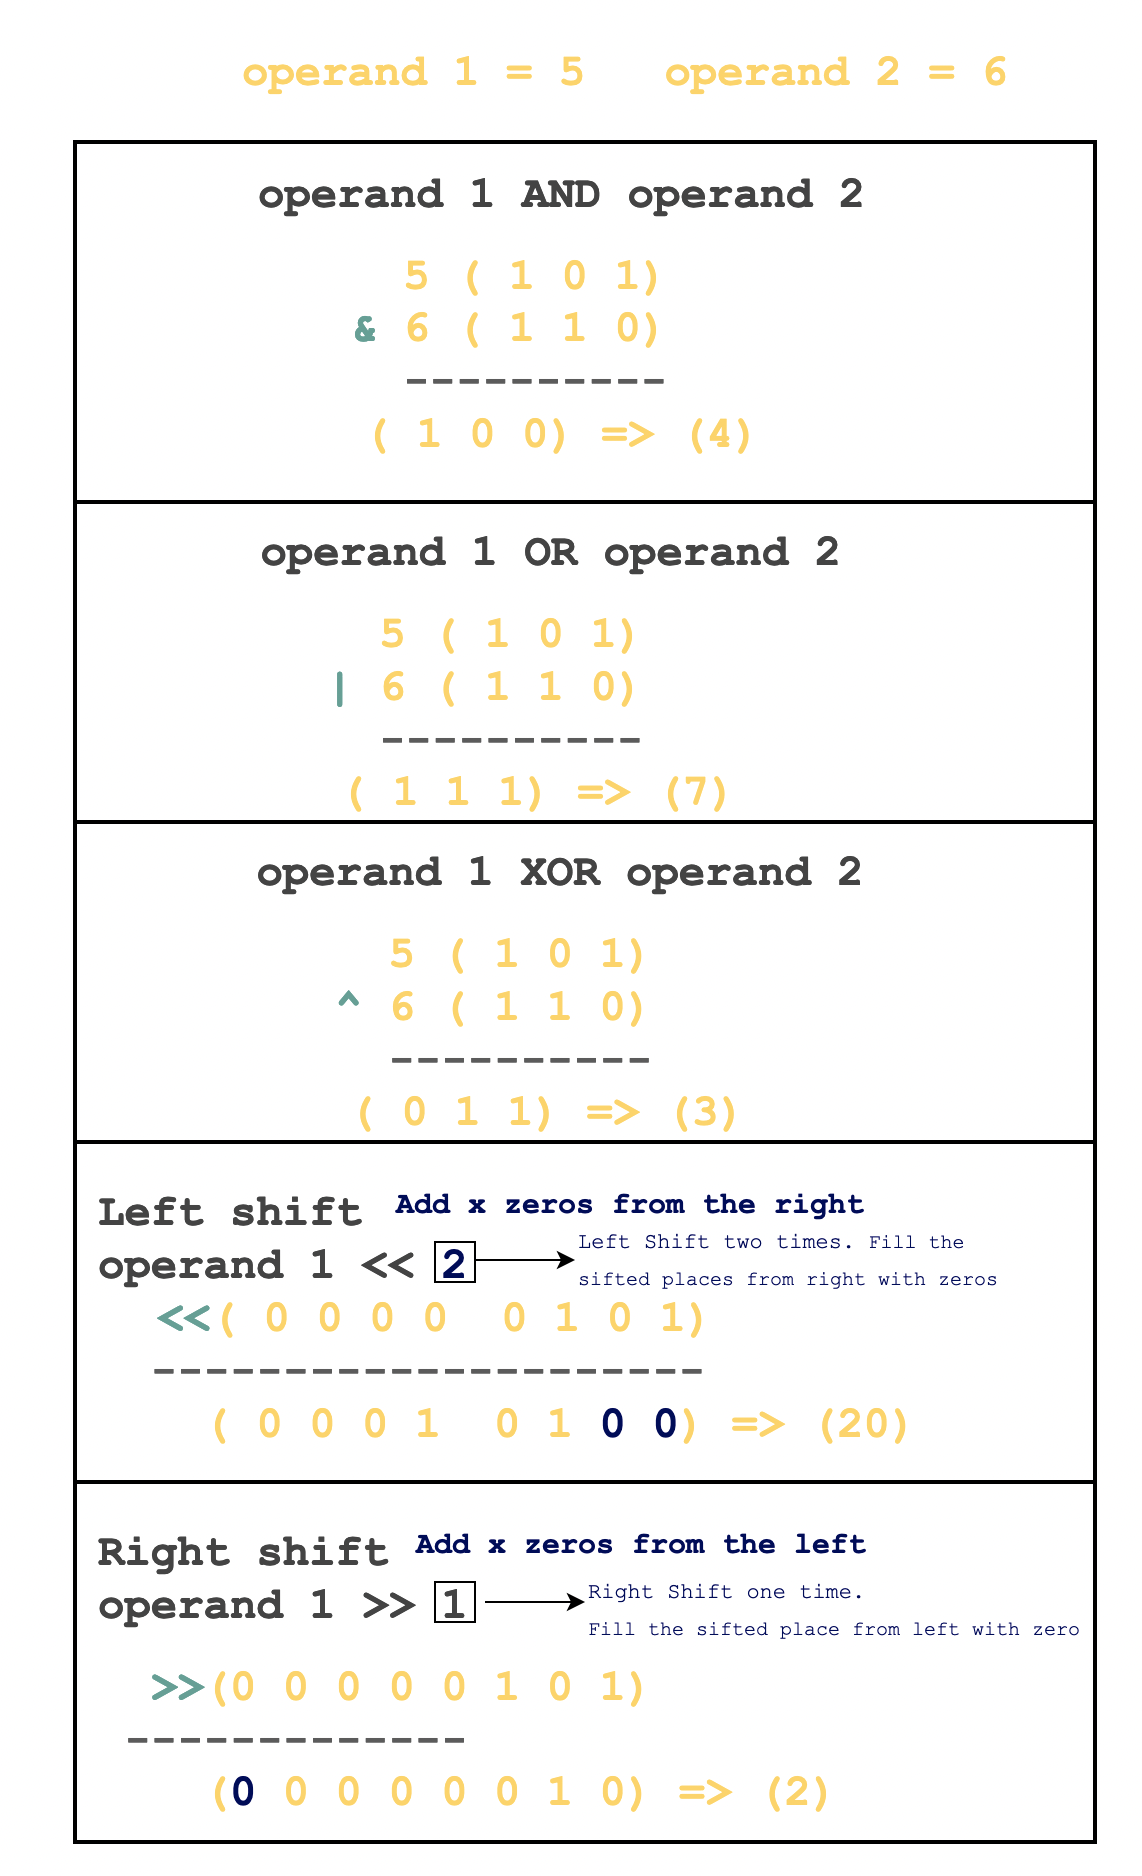 operand 1 = 5   operand 2 = 6
operand 1 AND operand 2
5 ( 1 0 1)
& 6 ( 1 1 0)
----------
( 1 0 0) => (4)
operand 1 OR operand 2
5 ( 1 0 1)
| 6 ( 1 1 0)
----------
( 1 1 1) => (7)
operand 1 XOR operand 2
5 ( 1 0 1)
^ 6 ( 1 1 0)
----------
( 0 1 1) => (3)
Left shift Add x zeros from the right
operand 1 << 2 Left Shift two times. Fill the
sifted places from right with zeros
<<( 0 0 0 0  0 1 0 1)
---------------------
( 0 0 0 1  0 1 0 0) => (20)
Right shift Add x zeros from the left
operand 1 >> 1 Right Shift one time.
Fill the sifted place from left with zero
>>(0 0 0 0 0 1 0 1)
-------------
(0 0 0 0 0 0 1 0) => (2)